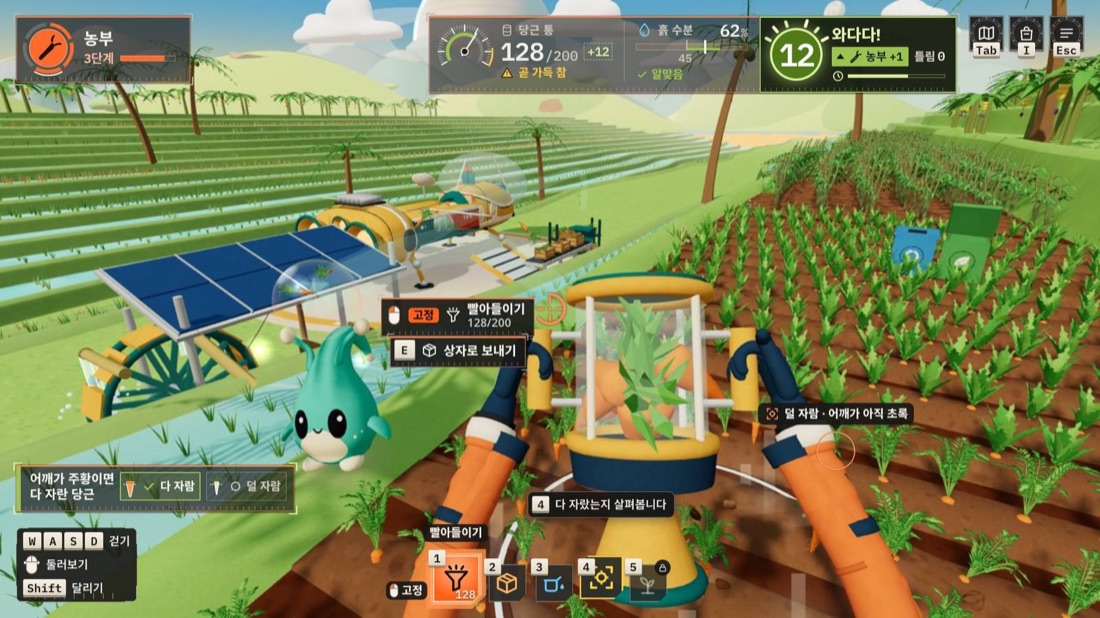 농부
3단계
당근 통
128/200 +12
곧 가득 참
흙 수분 62%
45
알맞음
12
와다다!
농부 +1 틀림 0
Tab
I
Esc
고정 빨아들이기
128/200
E 상자로 보내기
덜 자람 · 어깨가 아직 초록
어깨가 주황이면
다 자란 당근
다 자람
덜 자람
4 다 자랐는지 살펴봅니다
W A S D 걷기
둘러보기
Shift 달리기
빨아들이기
고정
1
128
2
3
4
5